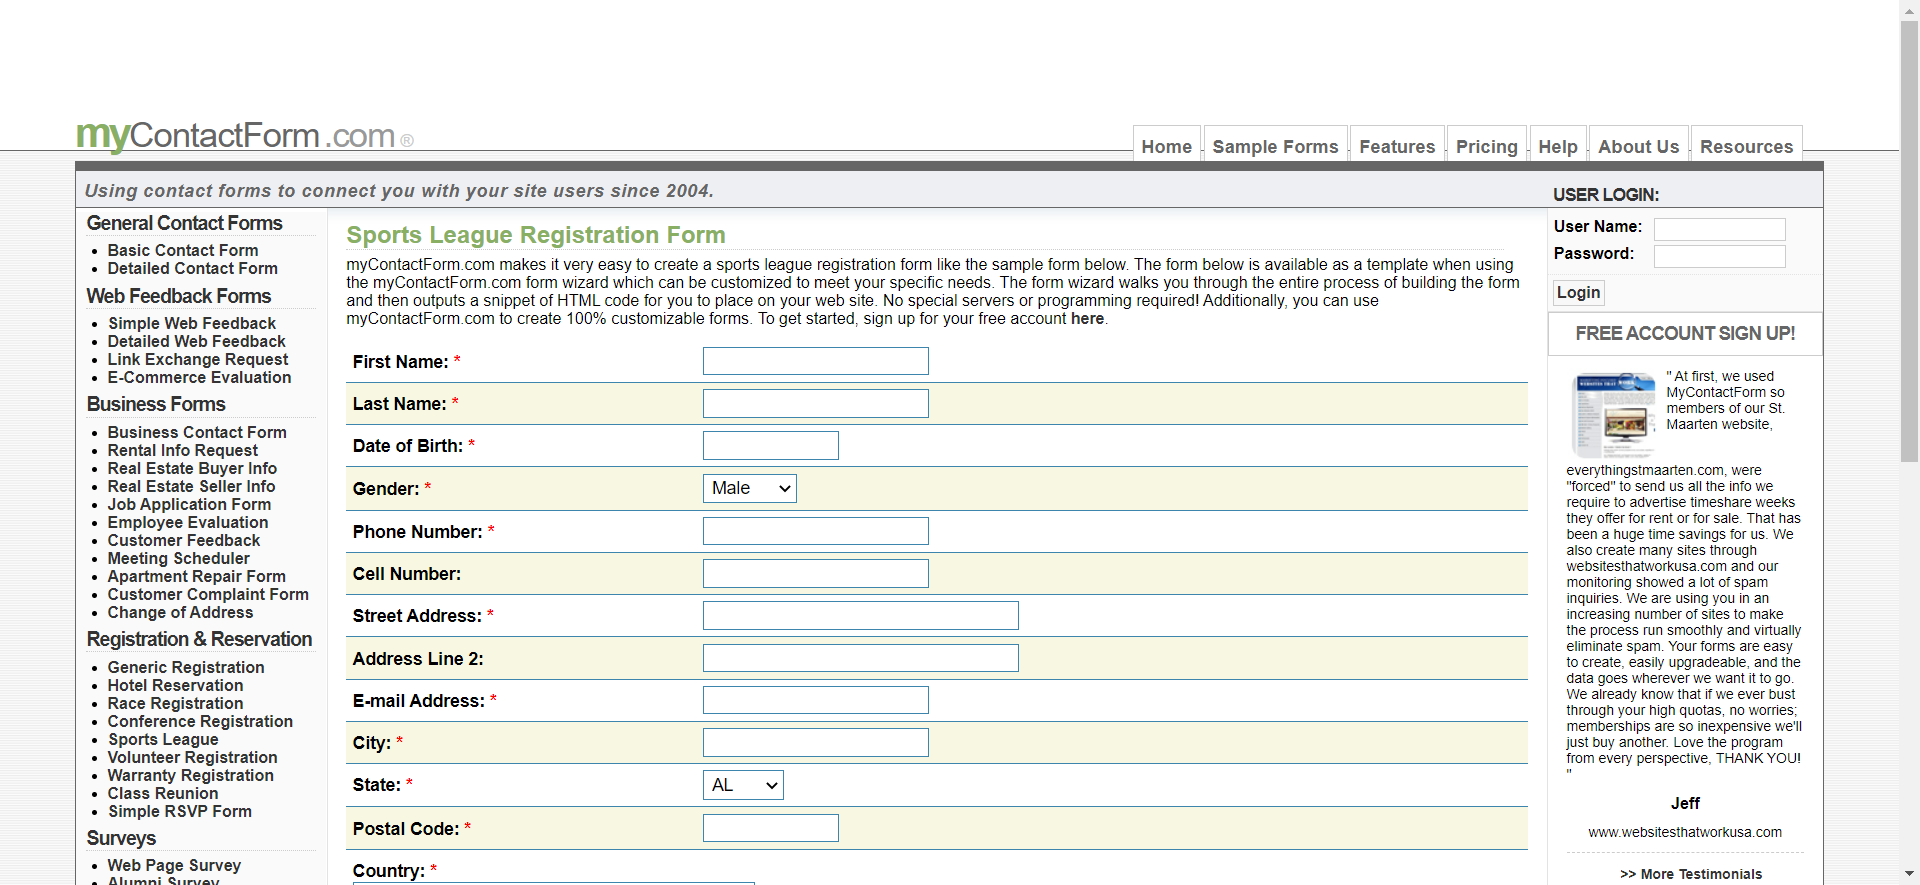 myContactForm.com ®
Home
Sample Forms
Features
Pricing
Help
About Us
Resources
Using contact forms to connect you with your site users since 2004.
General Contact Forms
Basic Contact Form
Detailed Contact Form
Web Feedback Forms
Simple Web Feedback
Detailed Web Feedback
Link Exchange Request
E-Commerce Evaluation
Business Forms
Business Contact Form
Rental Info Request
Real Estate Buyer Info
Real Estate Seller Info
Job Application Form
Employee Evaluation
Customer Feedback
Meeting Scheduler
Apartment Repair Form
Customer Complaint Form
Change of Address
Registration & Reservation
Generic Registration
Hotel Reservation
Race Registration
Conference Registration
Sports League
Volunteer Registration
Warranty Registration
Class Reunion
Simple RSVP Form
Surveys
Web Page Survey
Alumni Survey
Sports League Registration Form
myContactForm.com makes it very easy to create a sports league registration form like the sample form below. The form below is available as a template when using
the myContactForm.com form wizard which can be customized to meet your specific needs. The form wizard walks you through the entire process of building the form
and then outputs a snippet of HTML code for you to place on your web site. No special servers or programming required! Additionally, you can use
myContactForm.com to create 100% customizable forms. To get started, sign up for your free account here.
First Name: *
Last Name: *
Date of Birth: *
Gender: * Male
Phone Number: *
Cell Number:
Street Address: *
Address Line 2:
E-mail Address: *
City: *
State: * AL
Postal Code: *
Country: *
USER LOGIN:
User Name:
Password:
Login
FREE ACCOUNT SIGN UP!
" At first, we used
MyContactForm so
members of our St.
Maarten website,
everythingstmaarten.com, were
"forced" to send us all the info we
require to advertise timeshare weeks
they offer for rent or for sale. That has
been a huge time savings for us. We
also create many sites through
websitesthatworkusa.com and our
monitoring showed a lot of spam
inquiries. We are using you in an
increasing number of sites to make
the process run smoothly and virtually
eliminate spam. Your forms are easy
to create, easily upgradeable, and the
data goes wherever we want it to go.
We already know that if we ever bust
through your high quotas, no worries;
memberships are so inexpensive we'll
just buy another. Love the program
from every perspective, THANK YOU!
"
Jeff
www.websitesthatworkusa.com
>> More Testimonials